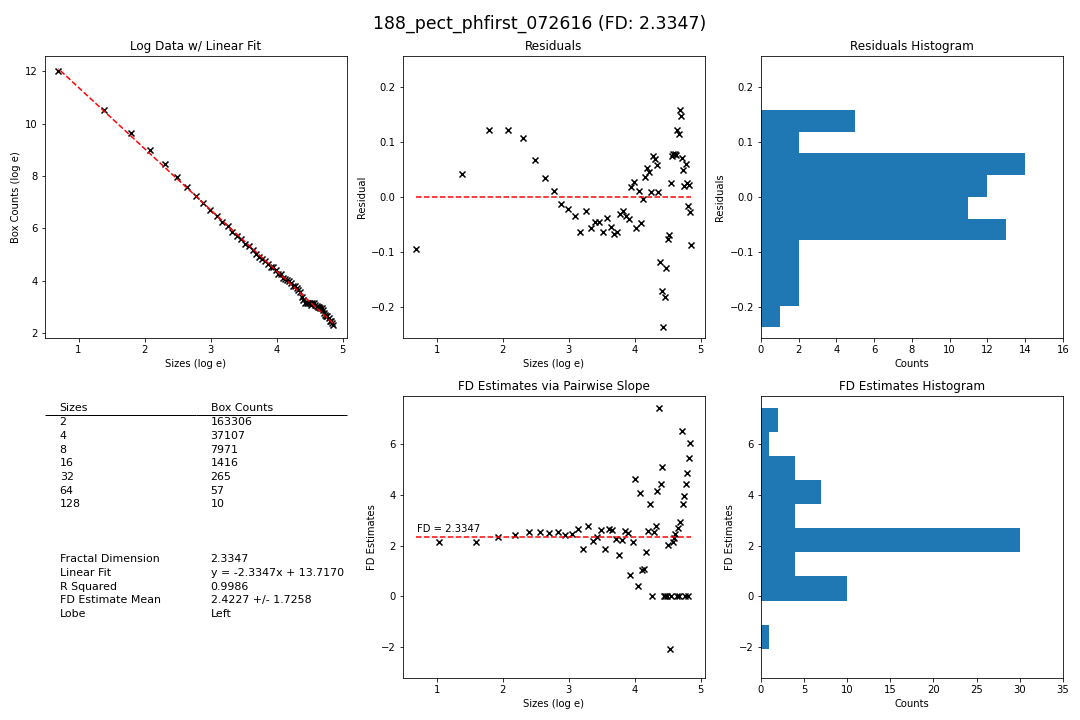 188_pect_phfirst_072616 (FD: 2.3347)
Log Data w/ Linear Fit
Box Counts (log e)
12
10
8
6
4
2
1 2 3 4 5
Sizes (log e)
Residuals
Residual
0.2
0.1
0.0
−0.1
−0.2
1 2 3 4 5
Sizes (log e)
Residuals Histogram
Residuals
0.2
0.1
0.0
−0.1
−0.2
0 2 4 6 8 10 12 14 16
Counts
Sizes Box Counts
2 163306
4 37107
8 7971
16 1416
32 265
64 57
128 10
Fractal Dimension 2.3347
Linear Fit y = -2.3347x + 13.7170
R Squared 0.9986
FD Estimate Mean 2.4227 +/- 1.7258
Lobe Left
FD Estimates via Pairwise Slope
FD Estimates
6
4
2
0
−2
FD = 2.3347
1 2 3 4 5
Sizes (log e)
FD Estimates Histogram
FD Estimates
6
4
2
0
−2
0 5 10 15 20 25 30 35
Counts